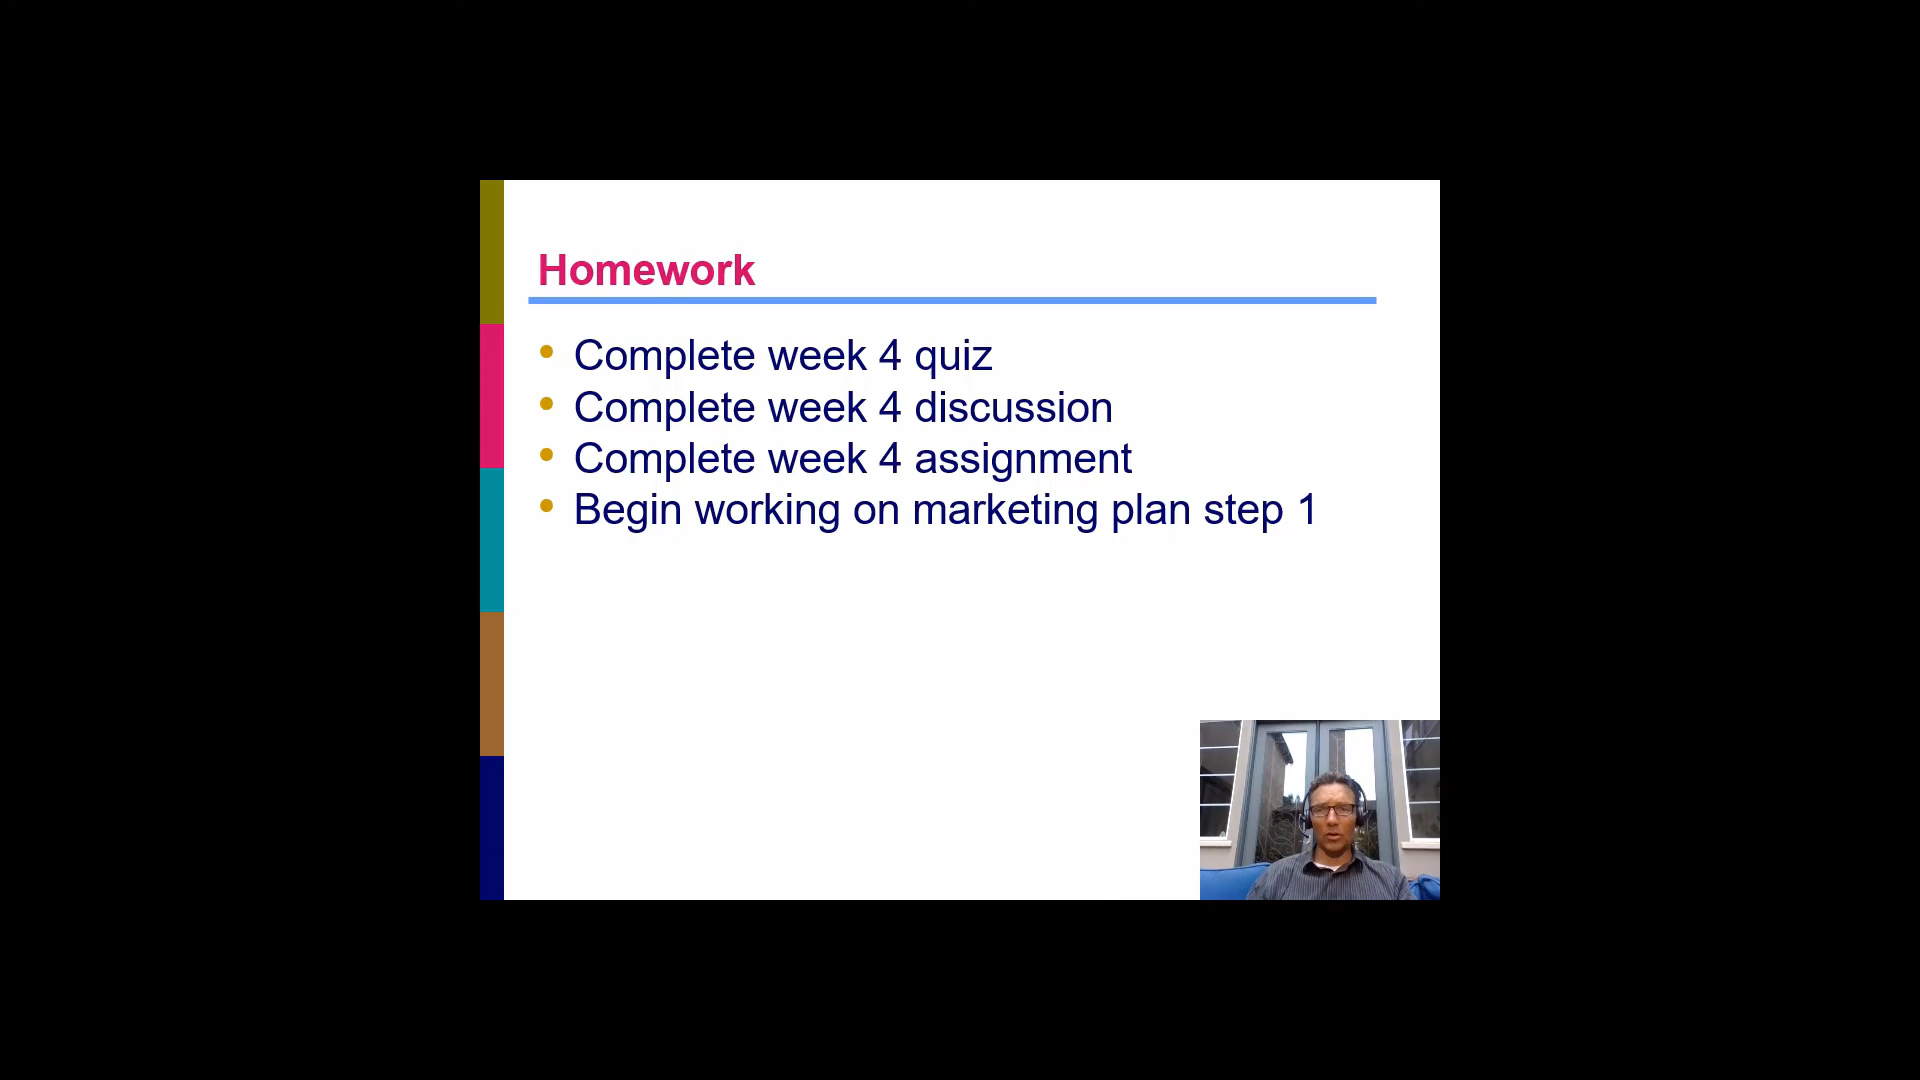 Homework
• Complete week 4 quiz
• Complete week 4 discussion
• Complete week 4 assignment
• Begin working on marketing plan step 1